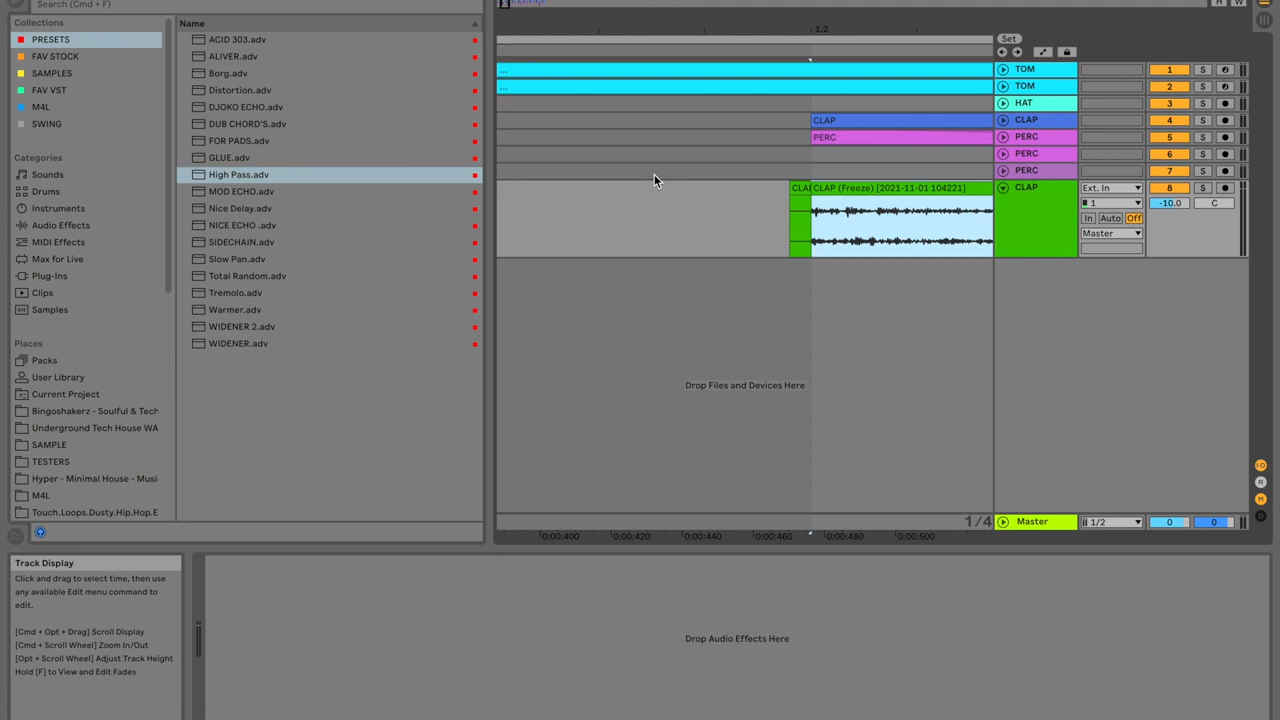 Search (Cmd + F)
H W
Collections
PRESETS
FAV STOCK
SAMPLES
FAV VST
M4L
SWING
Categories
Sounds
Drums
Instruments
Audio Effects
MIDI Effects
Max for Live
Plug-Ins
Clips
Samples
Places
Packs
User Library
Current Project
Bingoshakerz - Soulful & Tech
Underground Tech House WA
SAMPLE
TESTERS
Hyper - Minimal House - Musi
M4L
Touch.Loops.Dusty.Hip.Hop.E
Name
ACID 303.adv
ALIVER.adv
Borg.adv
Distortion.adv
DJOKO ECHO.adv
DUB CHORD'S.adv
FOR PADS.adv
GLUE.adv
High Pass.adv
MOD ECHO.adv
Nice Delay.adv
NICE ECHO .adv
SIDECHAIN.adv
Slow Pan.adv
Total Random.adv
Tremolo.adv
Warmer.adv
WIDENER 2.adv
WIDENER.adv
1.2
Set
... TOM 1 S
... TOM 2 S
HAT 3 S
CLAP CLAP 4 S
PERC PERC 5 S
PERC 6 S
PERC 7 S
CLAP (Freeze) [2021-11-01 104221] CLAP Ext. In 8 S
1 -10.0 C
In Auto Off
Master
Drop Files and Devices Here
1/4 Master 1/2 0 0
0:00:400 0:00:420 0:00:440 0:00:460 0:00:480 0:00:500
I·O
R
M
D
Track Display
Click and drag to select time, then use
any available Edit menu command to
edit.
[Cmd + Opt + Drag] Scroll Display
[Cmd + Scroll Wheel] Zoom In/Out
[Opt + Scroll Wheel] Adjust Track Height
Hold [F] to View and Edit Fades
Drop Audio Effects Here